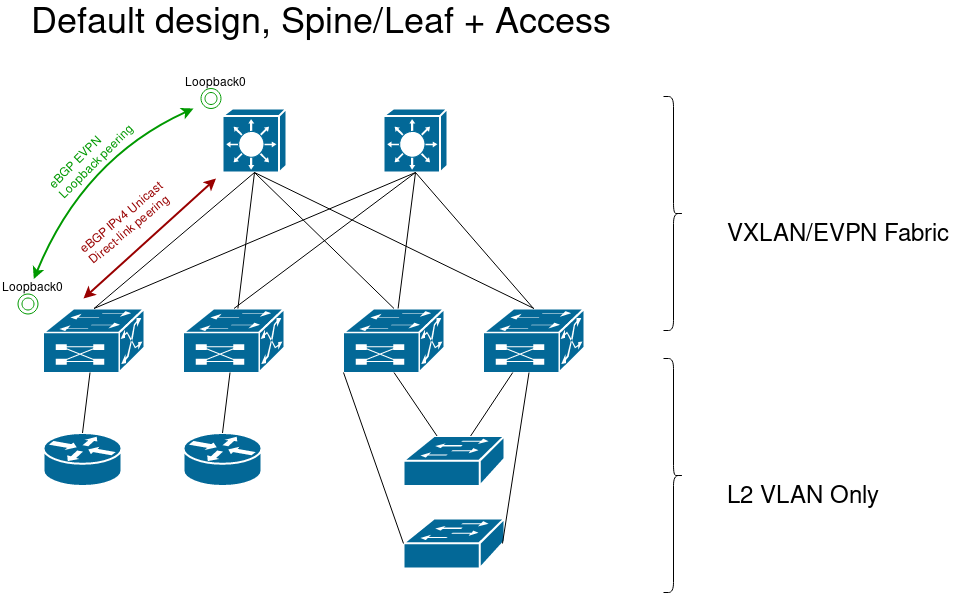 Default design, Spine/Leaf + Access
Loopback0
eBGP EVPN
Loopback peering
eBGP IPv4 Unicast
Direct-link peering
VXLAN/EVPN Fabric
Loopback0
L2 VLAN Only